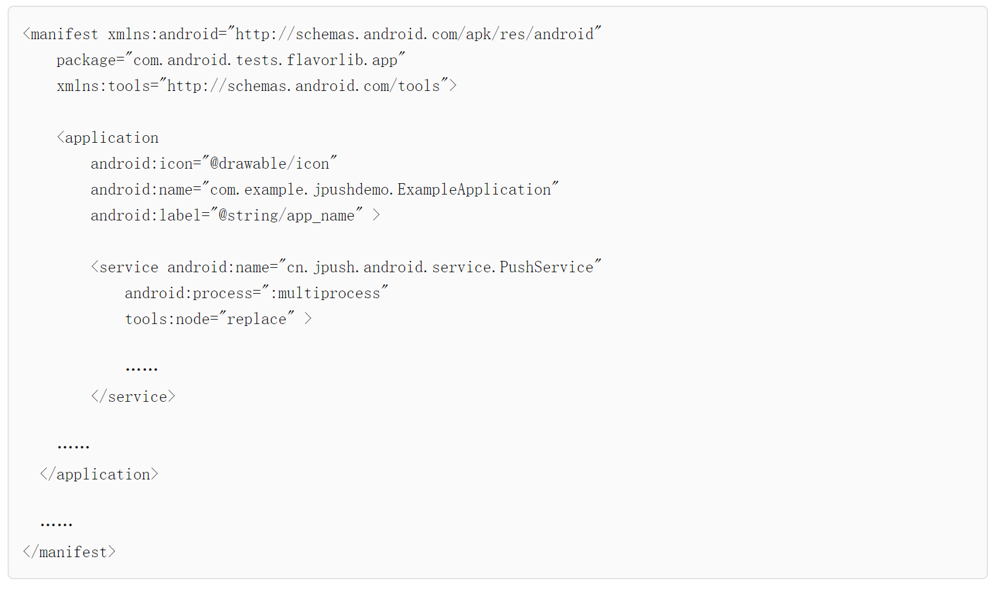 <manifest xmlns:android="http://schemas.android.com/apk/res/android"
    package="com.android.tests.flavorlib.app"
    xmlns:tools="http://schemas.android.com/tools">

    <application
        android:icon="@drawable/icon"
        android:name="com.example.jpushdemo.ExampleApplication"
        android:label="@string/app_name" >

        <service android:name="cn.jpush.android.service.PushService"
            android:process=":multiprocess"
            tools:node="replace" >

            ……
        </service>

    ……
  </application>

  ……
</manifest>